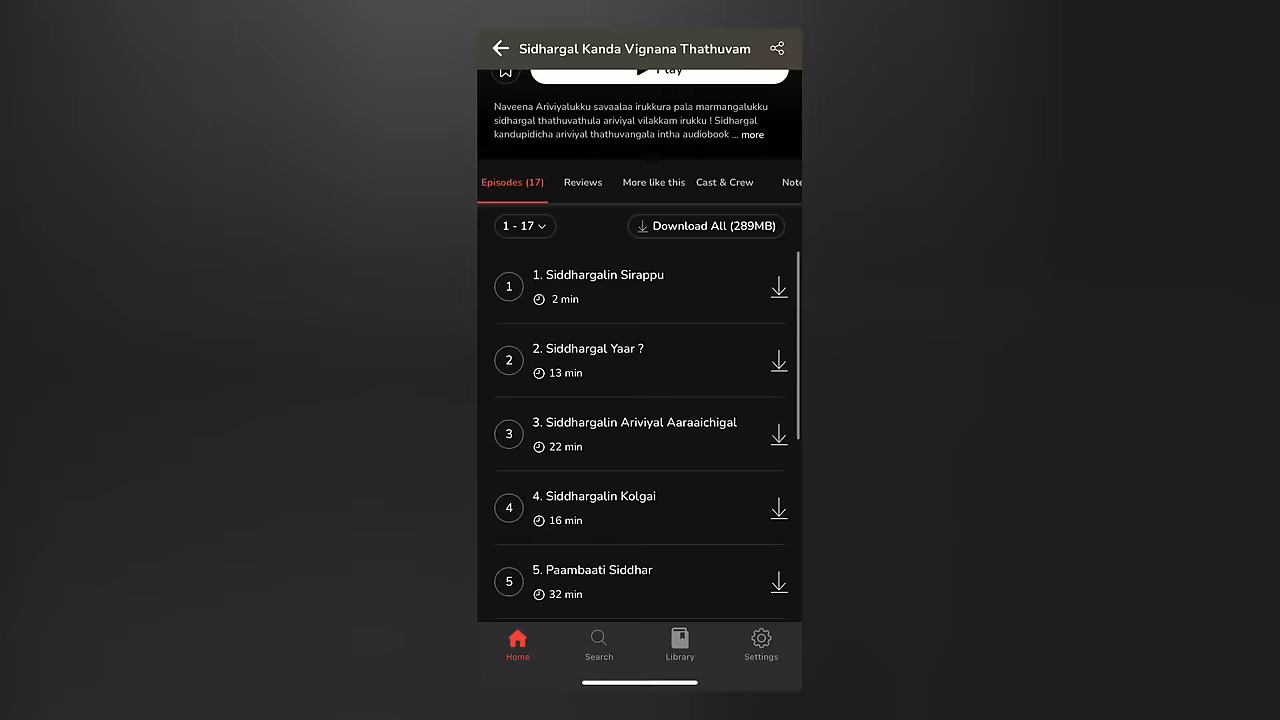 Sidhargal Kanda Vignana Thathuvam
Play
Naveena Ariviyalukku savaalaa irukkura pala marmangalukku
sidhargal thathuvathula ariviyal vilakkam irukku ! Sidhargal
kandupidicha ariviyal thathuvangala intha audiobook ... more
Episodes (17) Reviews More like this Cast & Crew Note
1 - 17 Download All (289MB)
1 1. Siddhargalin Sirappu
2 min
2 2. Siddhargal Yaar ?
13 min
3 3. Siddhargalin Ariviyal Aaraaichigal
22 min
4 4. Siddhargalin Kolgai
16 min
5 5. Paambaati Siddhar
32 min
Home Search Library Settings